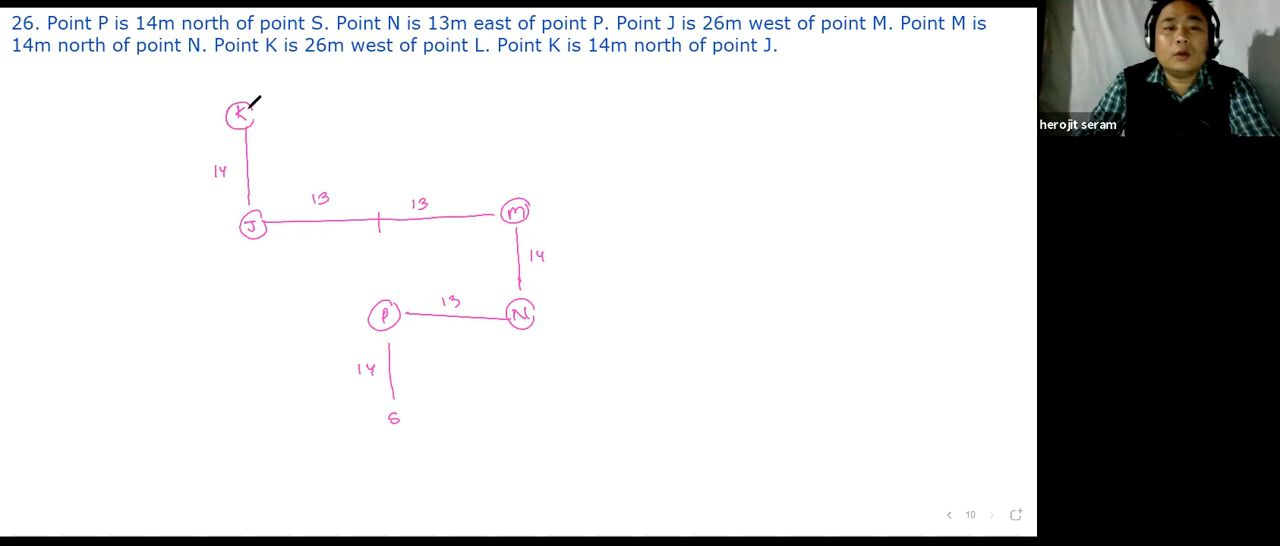 26. Point P is 14m north of point S. Point N is 13m east of point P. Point J is 26m west of point M. Point M is
14m north of point N. Point K is 26m west of point L. Point K is 14m north of point J.
herojit seram
K
14
13 13
J M
14
13
P N
14
S
10